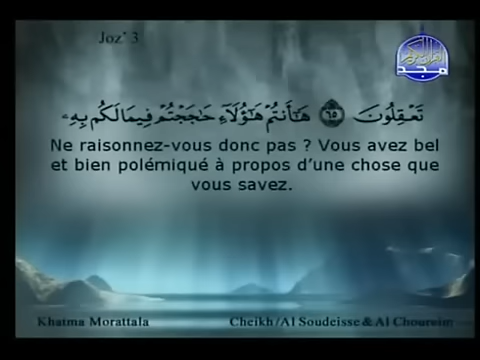 Joz' 3
المجد
تَعْقِلُونَ ٦٥ هَٰٓأَنتُمْ هَٰٓؤُلَآءِ حَٰجَجْتُمْ فِيمَا لَكُم بِهِۦ
Ne raisonnez-vous donc pas ? Vous avez bel
et bien polémiqué à propos d'une chose que
vous savez.
Khatma Morattala
Cheikh/Al Soudeisse & Al Choureim